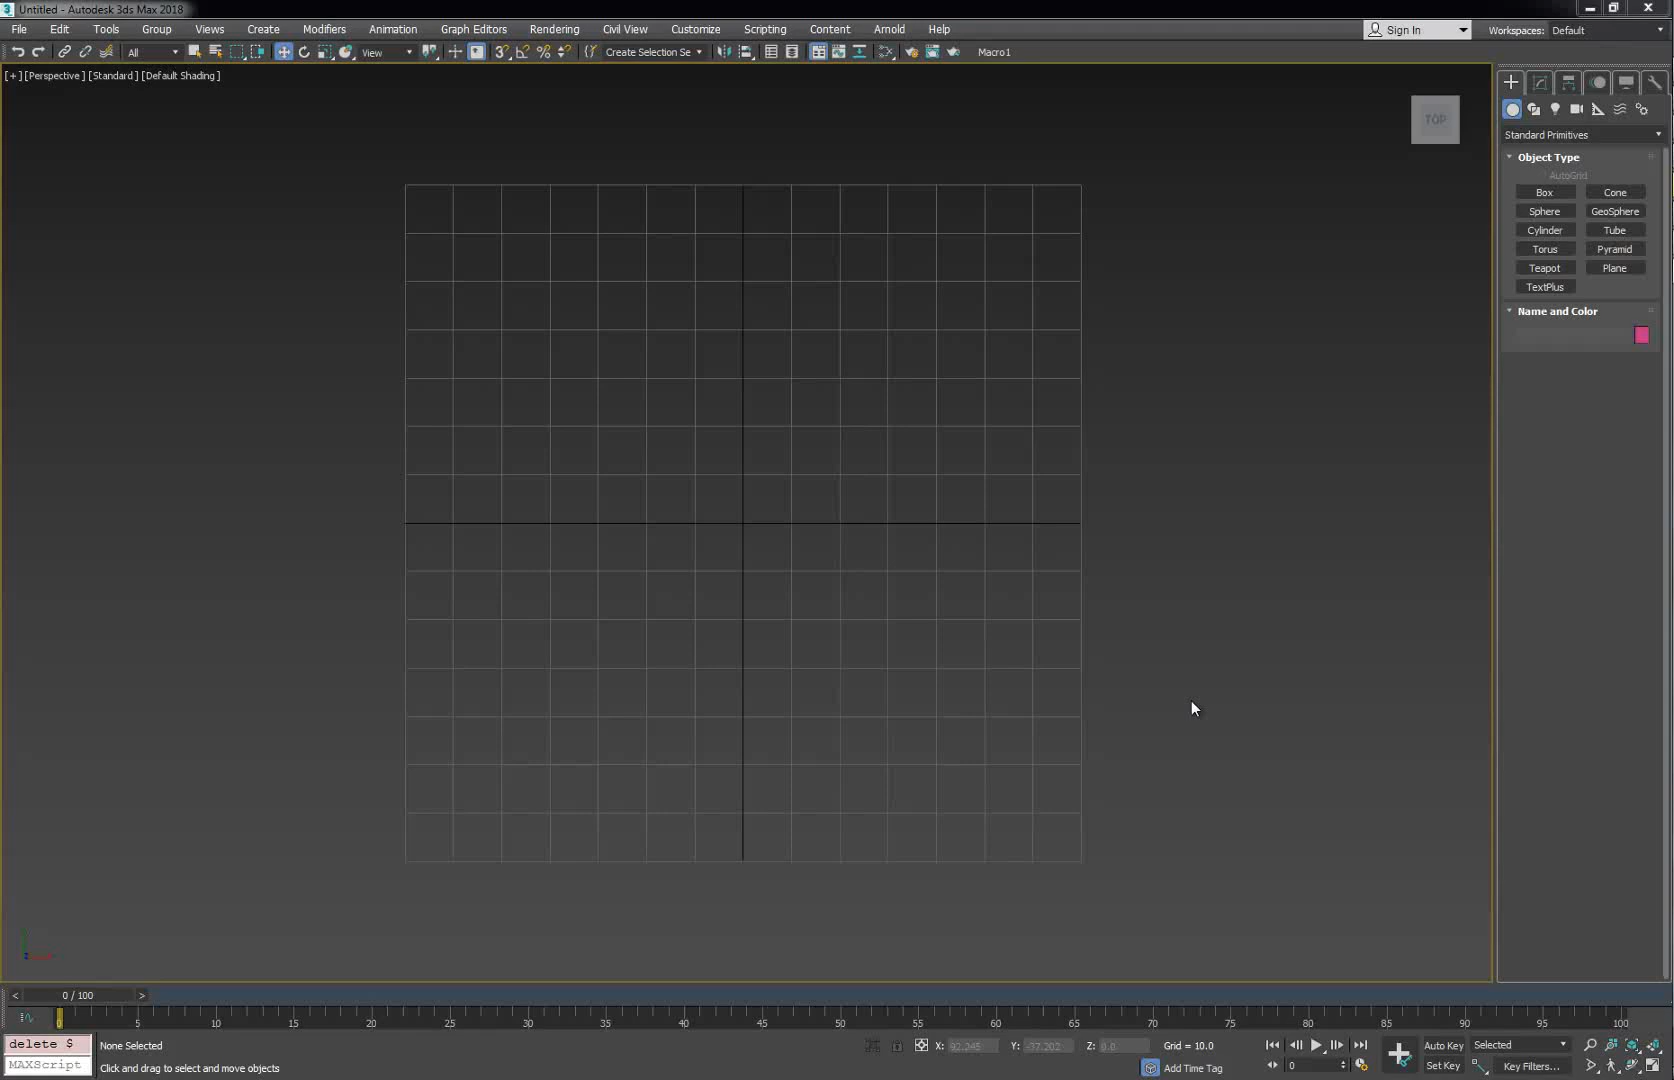 Untitled - Autodesk 3ds Max 2018
File Edit Tools Group Views Create Modifiers Animation Graph Editors Rendering Civil View Customize Scripting Content Arnold Help Sign In Workspaces: Default
All View Create Selection Se Macro1
[+] [Perspective] [Standard] [Default Shading]
TOP
Standard Primitives
Object Type
AutoGrid
Box Cone
Sphere GeoSphere
Cylinder Tube
Torus Pyramid
Teapot Plane
TextPlus
Name and Color
< 0 / 100 >
0 5 10 15 20 25 30 35 40 45 50 55 60 65 70 75 80 85 90 95 100
delete $ None Selected X: 92.245 Y: -37.202 Z: 0.0 Grid = 10.0 Auto Key Selected
MAXScript Click and drag to select and move objects Add Time Tag 0 Set Key Key Filters...